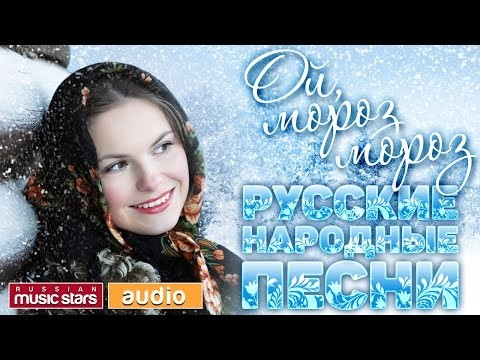 Ой,
мороз
мороз
РУССКИЕ
НАРОДНЫЕ
ПЕСНИ
RUSSIAN
music stars
audio